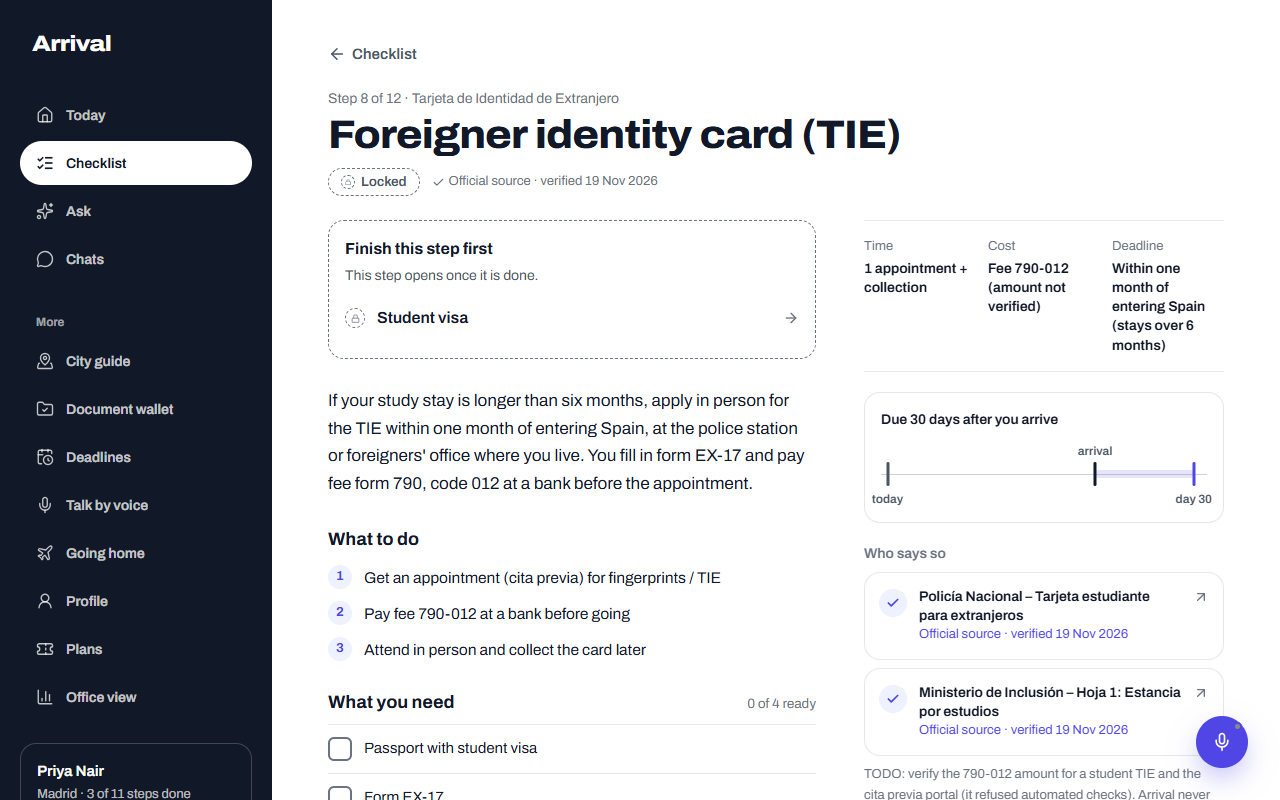 Arrival
Today
Checklist
Ask
Chats
More
City guide
Document wallet
Deadlines
Talk by voice
Going home
Profile
Plans
Office view
Priya Nair
Madrid · 3 of 11 steps done
Checklist
Step 8 of 12 · Tarjeta de Identidad de Extranjero
Foreigner identity card (TIE)
Locked
Official source · verified 19 Nov 2026
Finish this step first
This step opens once it is done.
Student visa
If your study stay is longer than six months, apply in person for
the TIE within one month of entering Spain, at the police station
or foreigners' office where you live. You fill in form EX-17 and pay
fee form 790, code 012 at a bank before the appointment.
What to do
1 Get an appointment (cita previa) for fingerprints / TIE
2 Pay fee 790-012 at a bank before going
3 Attend in person and collect the card later
What you need
0 of 4 ready
Passport with student visa
Form EX-17
Time
1 appointment +
collection
Cost
Fee 790-012
(amount not
verified)
Deadline
Within one
month of
entering Spain
(stays over 6
months)
Due 30 days after you arrive
arrival
today
day 30
Who says so
Policía Nacional – Tarjeta estudiante
para extranjeros
Official source · verified 19 Nov 2026
Ministerio de Inclusión – Hoja 1: Estancia
por estudios
Official source · verified 19 Nov 2026
TODO: verify the 790-012 amount for a student TIE and the
cita previa portal (it refused automated checks). Arrival never